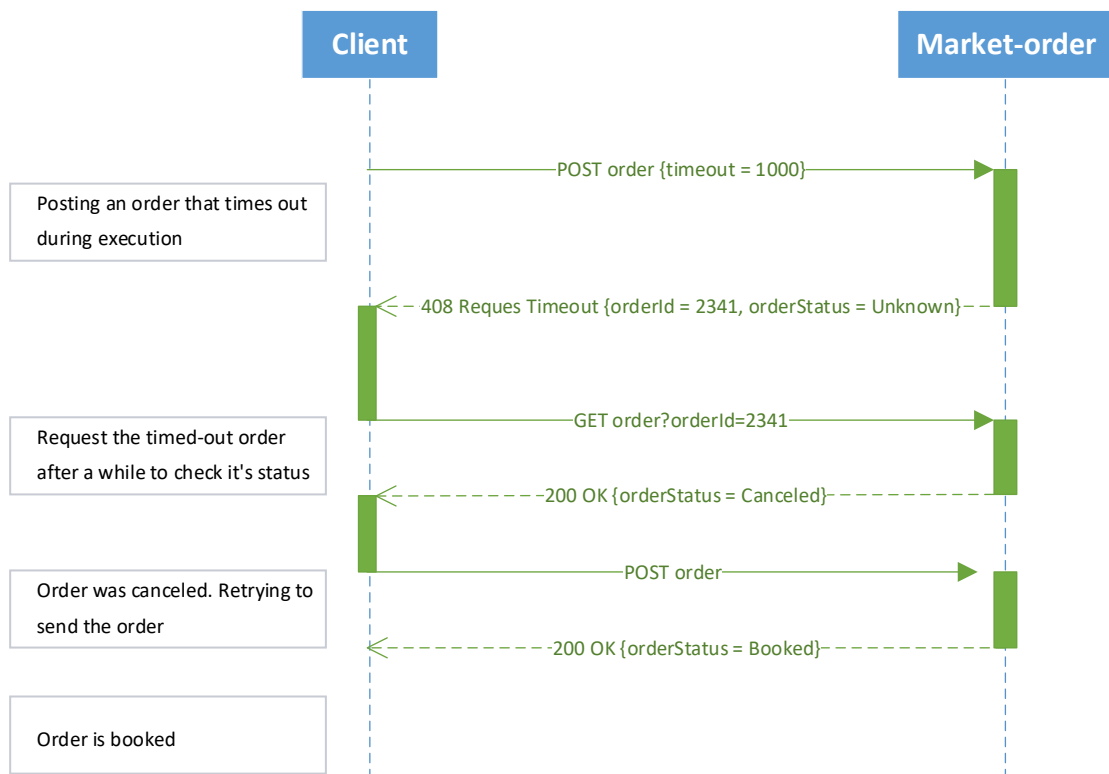 Client
Market-order
POST order {timeout = 1000}
Posting an order that times out
during execution
408 Reques Timeout {orderId = 2341, orderStatus = Unknown}
GET order?orderId=2341
Request the timed-out order
after a while to check it's status
200 OK {orderStatus = Canceled}
POST order
Order was canceled. Retrying to
send the order
200 OK {orderStatus = Booked}
Order is booked